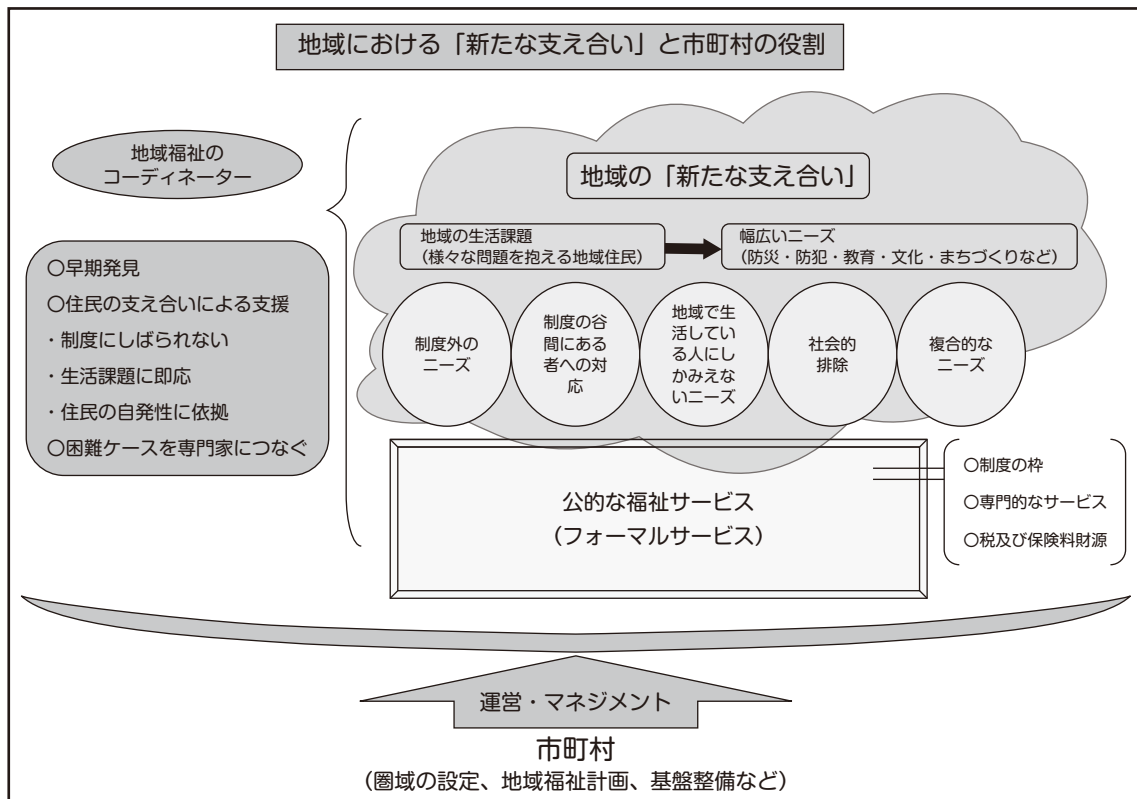 地域における「新たな支え合い」と市町村の役割
地域福祉の
コーディネーター
〇早期発見
〇住民の支え合いによる支援
・制度にしばられない
・生活課題に即応
・住民の自発性に依拠
〇困難ケースを専門家につなぐ
地域の「新たな支え合い」
地域の生活課題
（様々な問題を抱える地域住民）
幅広いニーズ
（防災・防犯・教育・文化・まちづくりなど）
制度外の
ニーズ
制度の谷
間にある
者への対
応
地域で生
活してい
る人にし
かみえな
いニーズ
社会的
排除
複合的な
ニーズ
公的な福祉サービス
（フォーマルサービス）
〇制度の枠
〇専門的なサービス
〇税及び保険料財源
運営・マネジメント
市町村
（圏域の設定、地域福祉計画、基盤整備など）